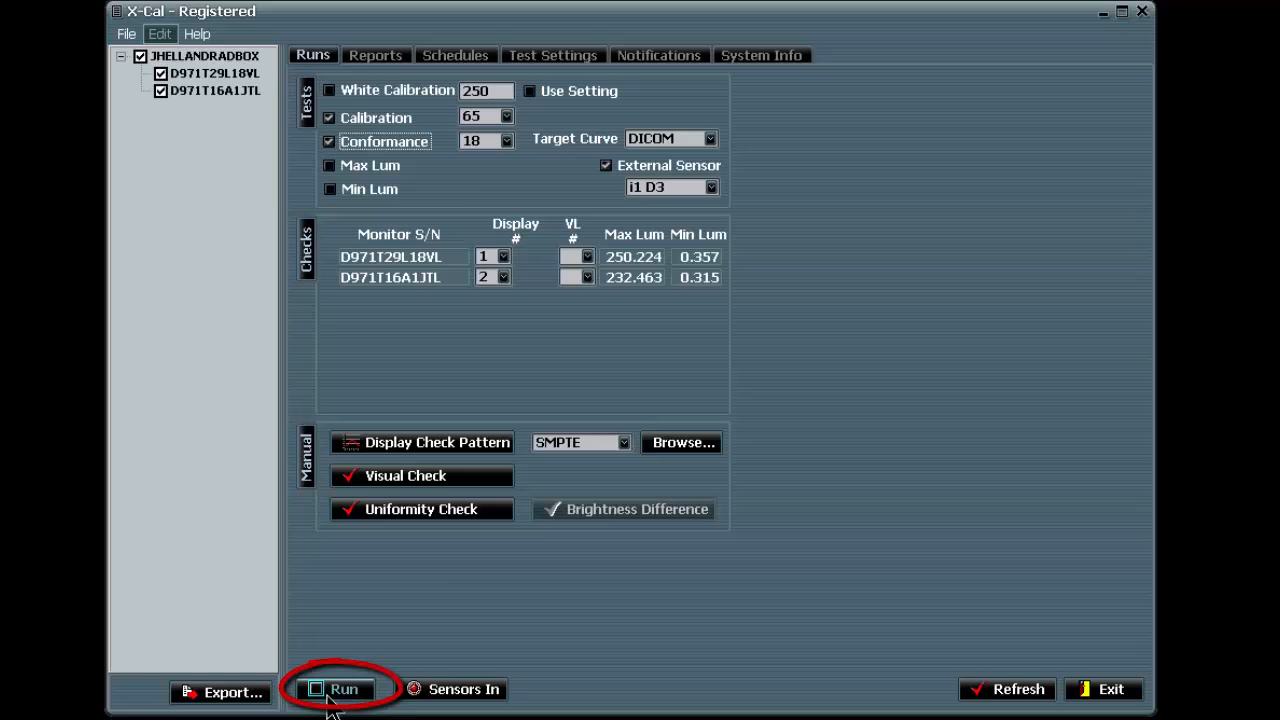 X-Cal - Registered
File Edit Help
JHELLANDRADBOX
D971T29L18VL
D971T16A1JTL
Runs Reports Schedules Test Settings Notifications System Info
Tests
White Calibration 250 Use Setting
Calibration 65
Conformance 18 Target Curve DICOM
Max Lum External Sensor
Min Lum i1 D3
Checks
Monitor S/N Display # VL # Max Lum Min Lum
D971T29L18VL 1 250.224 0.357
D971T16A1JTL 2 232.463 0.315
Manual
Display Check Pattern SMPTE Browse...
Visual Check
Uniformity Check Brightness Difference
Export... Run Sensors In Refresh Exit